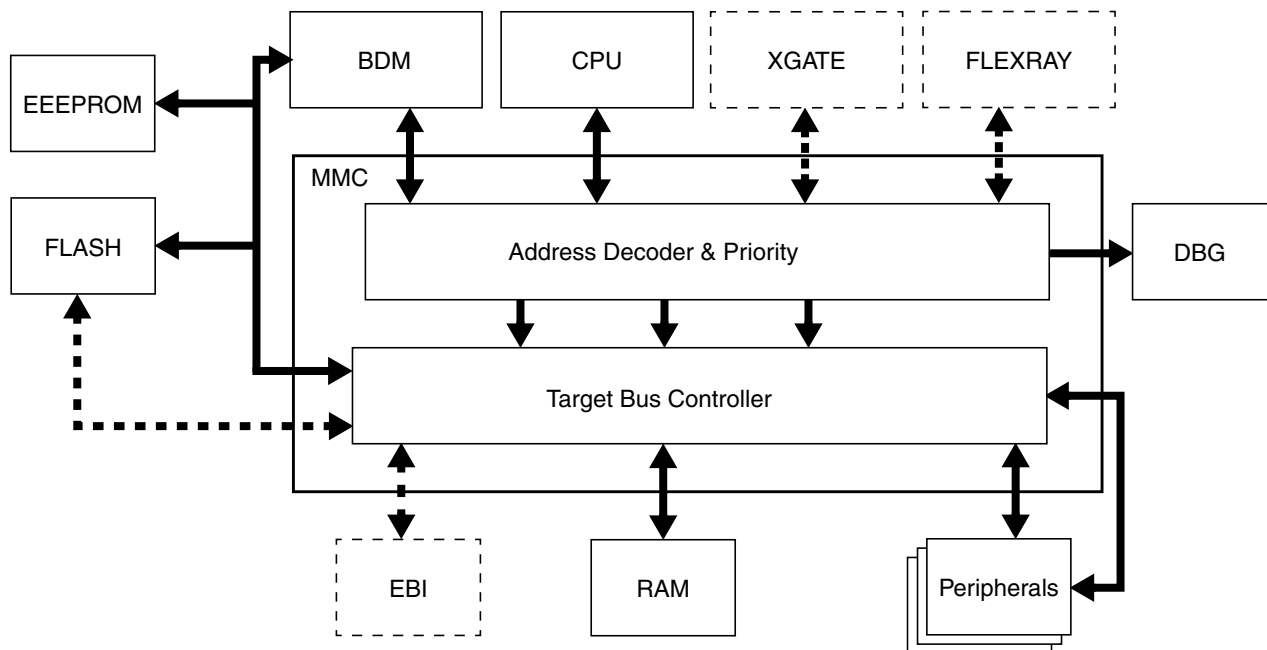 BDM
CPU
XGATE
FLEXRAY
EEEPROM
MMC
FLASH
Address Decoder & Priority
DBG
Target Bus Controller
EBI
RAM
Peripherals